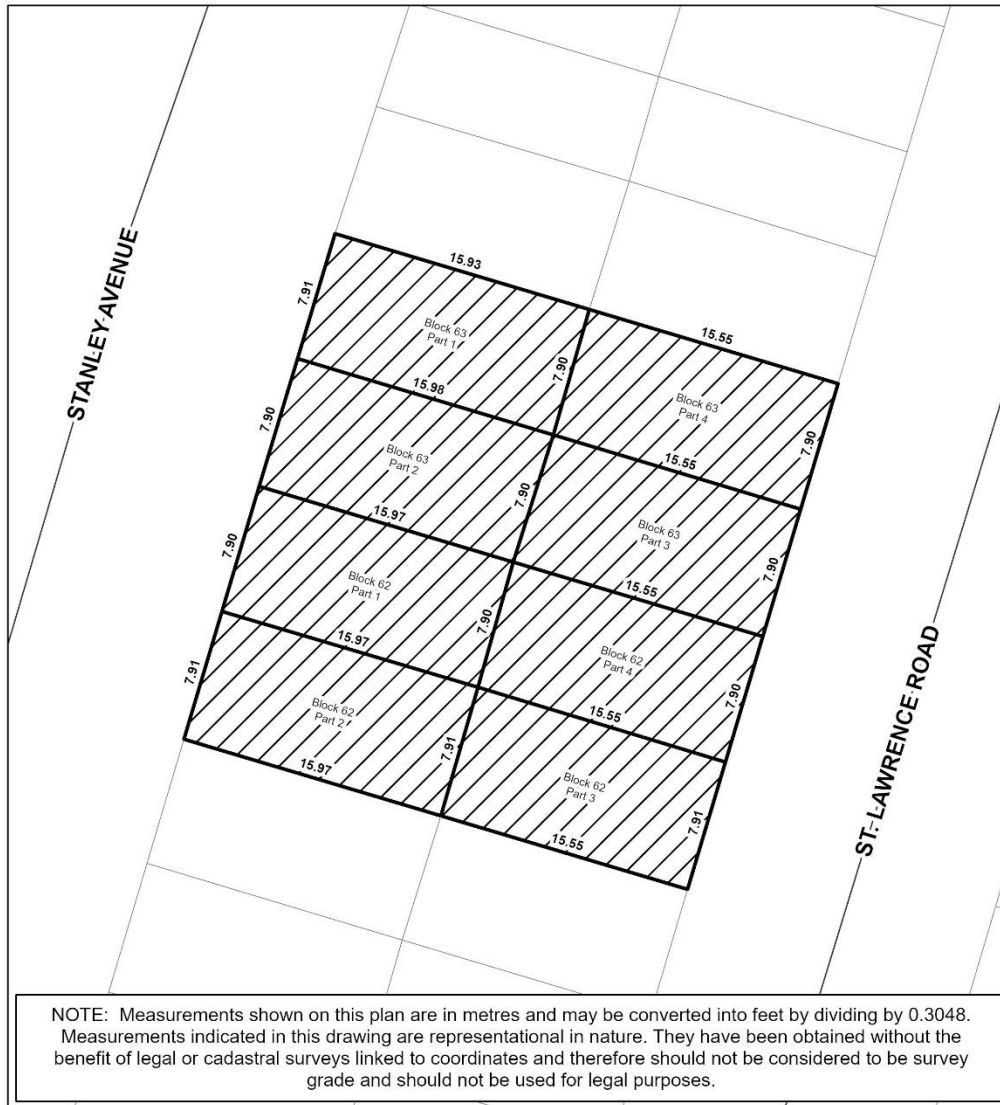 STANLEY AVENUE
15.93
7.91
Block 63
Part 1
7.90
15.55
Block 63
Part 4
7.90
15.98
7.90
Block 63
Part 2
7.90
15.55
Block 63
Part 3
7.90
15.97
7.90
Block 62
Part 1
7.90
15.55
Block 62
Part 4
7.90
15.97
7.91
Block 62
Part 2
7.91
15.55
Block 62
Part 3
7.91
15.97
15.55
ST. LAWRENCE ROAD
NOTE: Measurements shown on this plan are in metres and may be converted into feet by dividing by 0.3048.
Measurements indicated in this drawing are representational in nature. They have been obtained without the
benefit of legal or cadastral surveys linked to coordinates and therefore should not be considered to be survey
grade and should not be used for legal purposes.